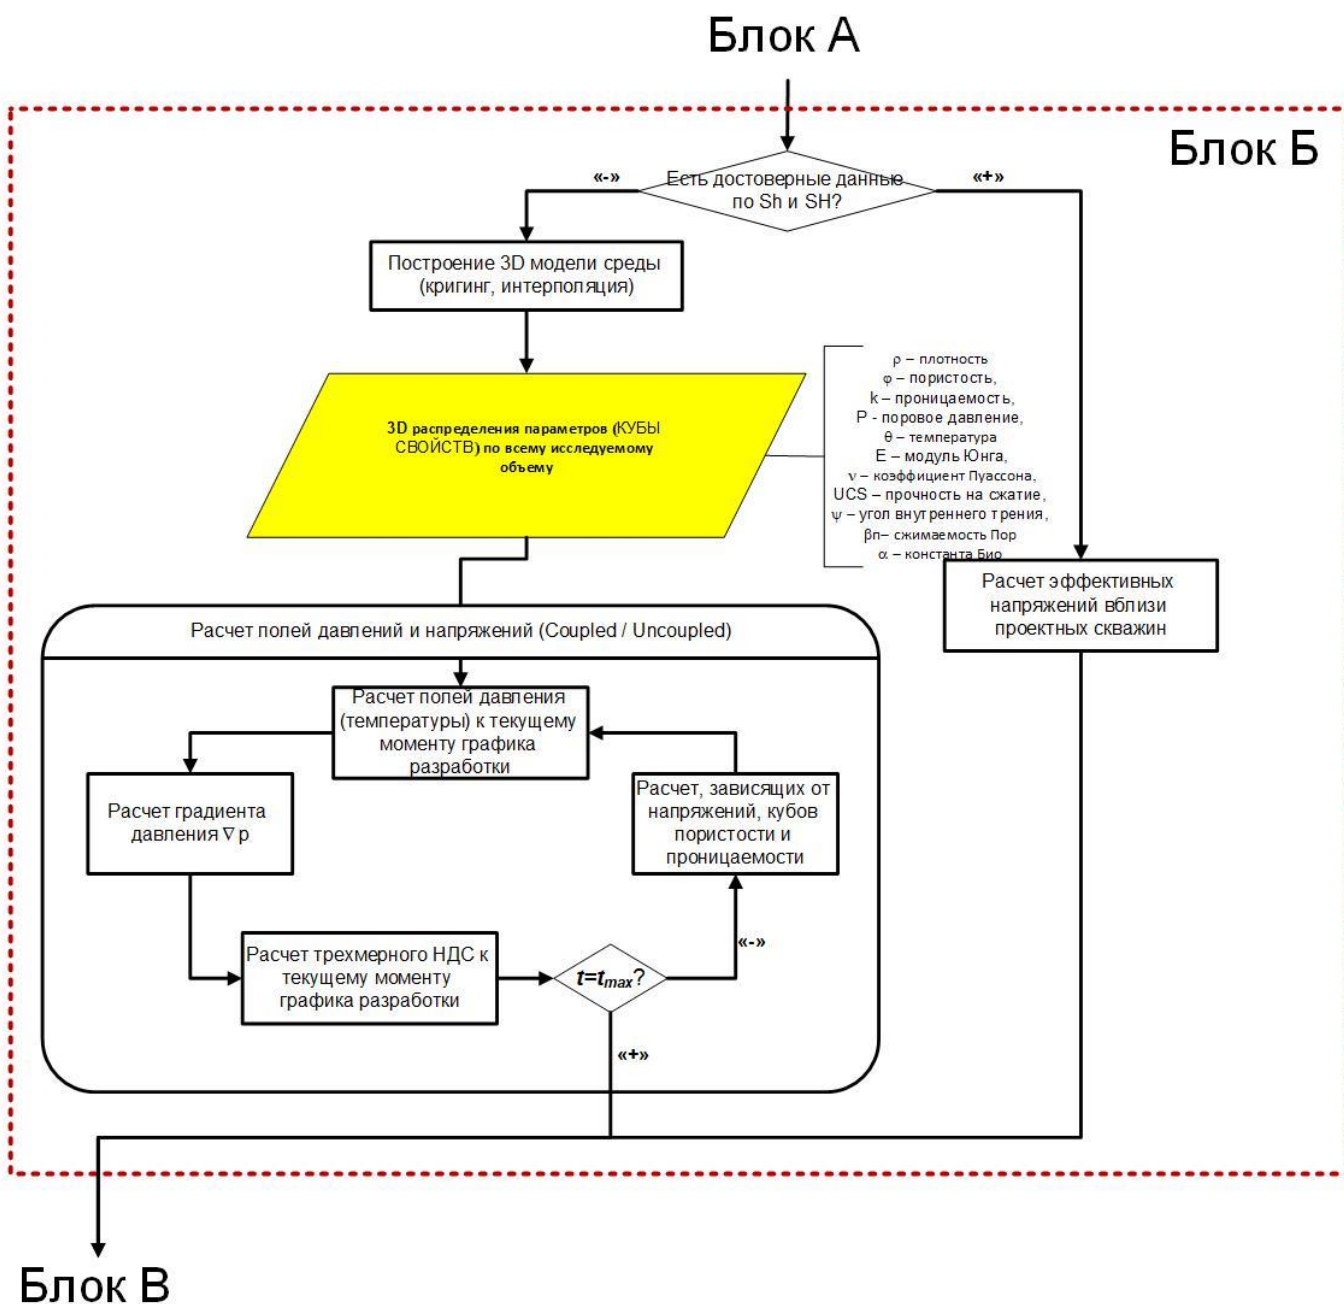 Блок А
Блок Б
Есть достоверные данные
по Sh и SH?
«-»
«+»
Построение 3D модели среды
(кригинг, интерполяция)
3D распределения параметров (КУБЫ
СВОЙСТВ) по всему исследуемому
объему
ρ – плотность
φ – пористость,
k – проницаемость,
P - поровое давление,
θ – температура
E – модуль Юнга,
ν – коэффициент Пуассона,
UCS – прочность на сжатие,
ψ – угол внутреннего трения,
βп– сжимаемость Пор
α – константа Био
Расчет эффективных
напряжений вблизи
проектных скважин
Расчет полей давлений и напряжений (Coupled / Uncoupled)
Расчет полей давления
(температуры) к текущему
моменту графика
разработки
Расчет градиента
давления ∇ p
Расчет, зависящих от
напряжений, кубов
пористости и
проницаемости
Расчет трехмерного НДС к
текущему моменту
графика разработки
t=tmax?
«-»
«+»
Блок В